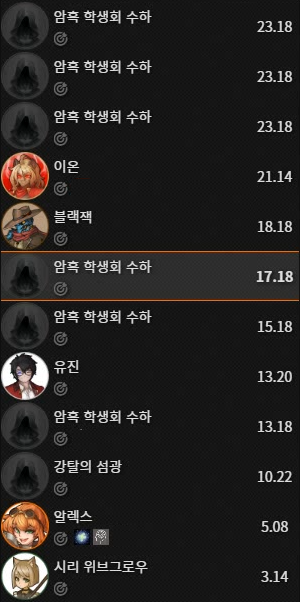 암흑 학생회 수하
23.18
암흑 학생회 수하
23.18
암흑 학생회 수하
23.18
이온
21.14
블랙잭
18.18
암흑 학생회 수하
17.18
암흑 학생회 수하
15.18
유진
13.20
암흑 학생회 수하
13.18
강탈의 섬광
10.22
알렉스
5.08
시리 위브그로우
3.14